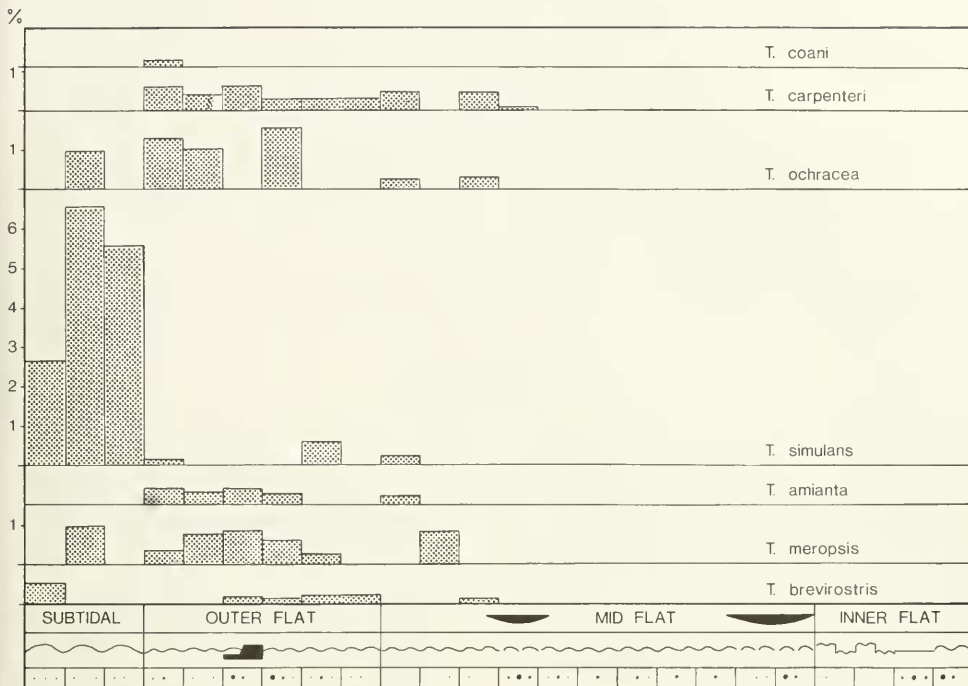 %
T. coani
1
T. carpenteri
1
T. ochracea
6
5
4
3
2
1
T. simulans
T. amianta
1
T. meropsis
T. brevirostris
SUBTIDAL OUTER FLAT MID FLAT INNER FLAT